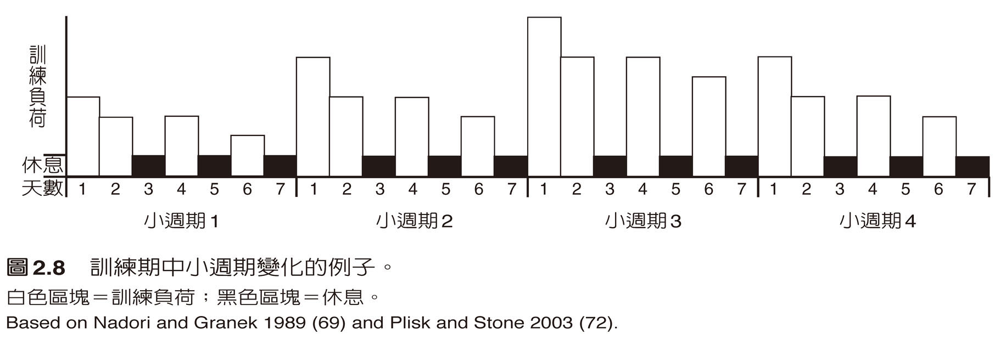 訓練負荷
休息
天數 1 2 3 4 5 6 7 1 2 3 4 5 6 7 1 2 3 4 5 6 7 1 2 3 4 5 6 7
小週期1 小週期2 小週期3 小週期4
圖2.8 訓練期中小週期變化的例子。
白色區塊＝訓練負荷；黑色區塊＝休息。
Based on Nadori and Granek 1989 (69) and Plisk and Stone 2003 (72).